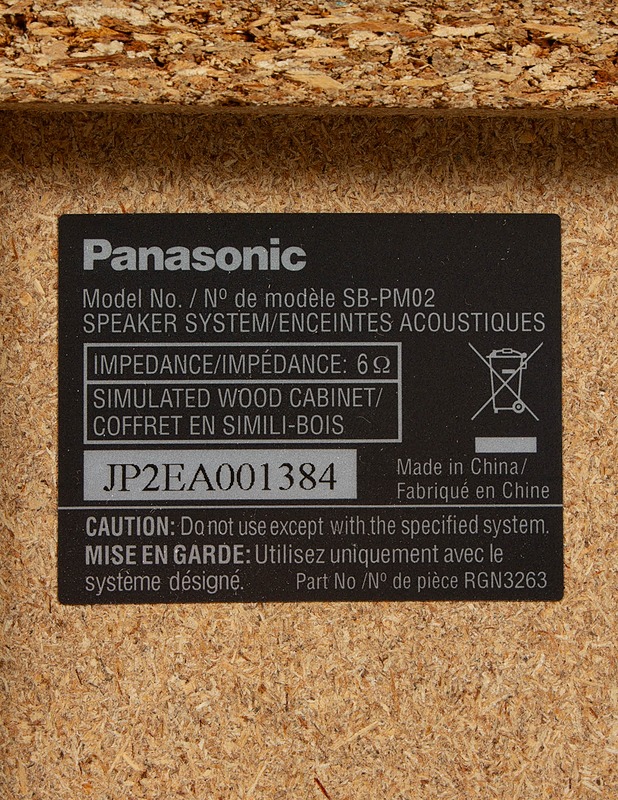 Panasonic
Model No. / Nº de modèle SB-PM02
SPEAKER SYSTEM/ENCEINTES ACOUSTIQUES
IMPEDANCE/IMPÉDANCE: 6 Ω
SIMULATED WOOD CABINET/
COFFRET EN SIMILI-BOIS
JP2EA001384
Made in China/
Fabriqué en Chine
CAUTION: Do not use except with the specified system.
MISE EN GARDE: Utilisez uniquement avec le
système désigné.
Part No /Nº de pièce RGN3263